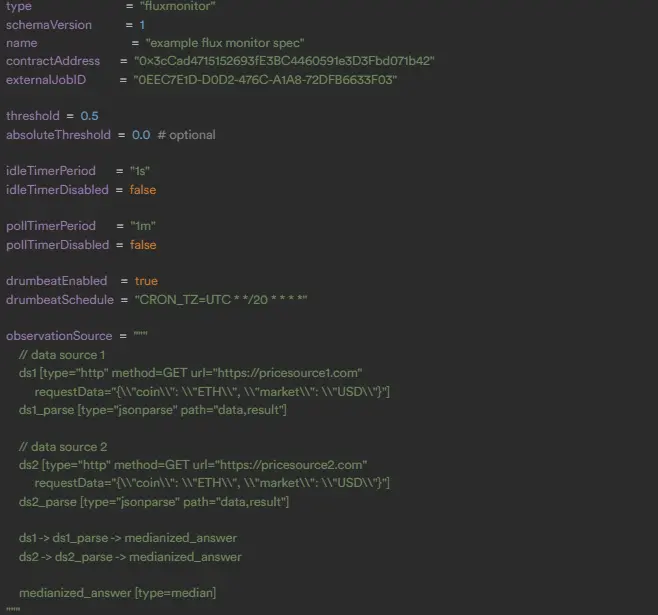 type = "fluxmonitor"
schemaVersion = 1
name = "example flux monitor spec"
contractAddress = "0x3cCad4715152693fE3BC4460591e3D3Fbd071b42"
externalJobID = "0EEC7E1D-D0D2-476C-A1A8-72DFB6633F03"
threshold = 0.5
absoluteThreshold = 0.0 # optional
idleTimerPeriod = "1s"
idleTimerDisabled = false
pollTimerPeriod = "1m"
pollTimerDisabled = false
drumbeatEnabled = true
drumbeatSchedule = "CRON_TZ=UTC * */20 * * * *"
observationSource = """
// data source 1
ds1 [type="http" method=GET url="https://pricesource1.com"
requestData="{\\"coin\\": \\"ETH\\", \\"market\\": \\"USD\\"}"]
ds1_parse [type="jsonparse" path="data,result"]
// data source 2
ds2 [type="http" method=GET url="https://pricesource2.com"
requestData="{\\"coin\\": \\"ETH\\", \\"market\\": \\"USD\\"}"]
ds2_parse [type="jsonparse" path="data,result"]
ds1 -> ds1_parse -> medianized_answer
ds2 -> ds2_parse -> medianized_answer
medianized_answer [type=median]
"""